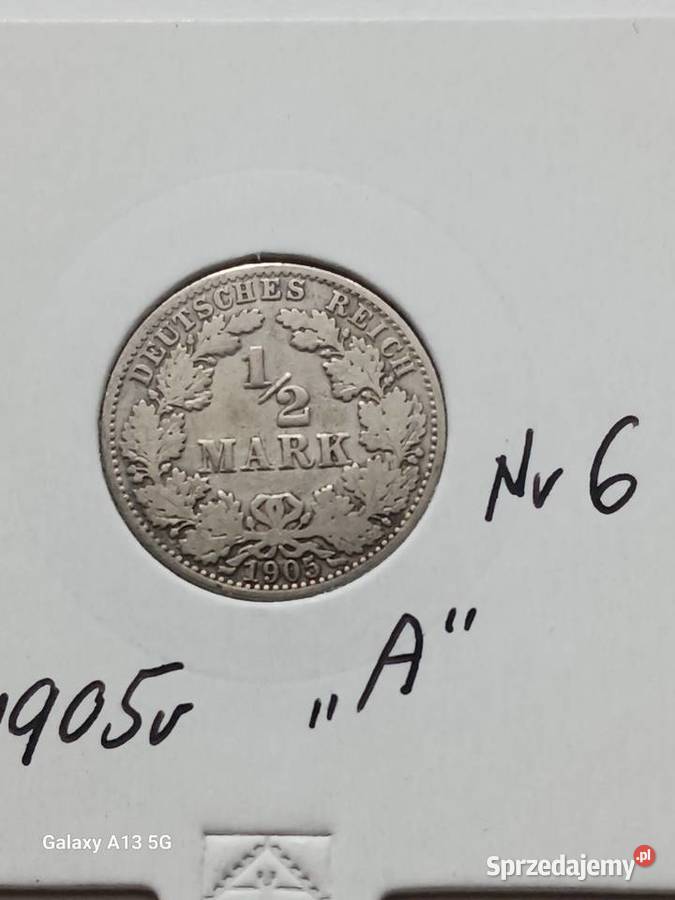 DEUTSCHES REICH
1/2
MARK
1905
Nr 6
1905r „A”
Galaxy A13 5G
Sprzedajemy.pl